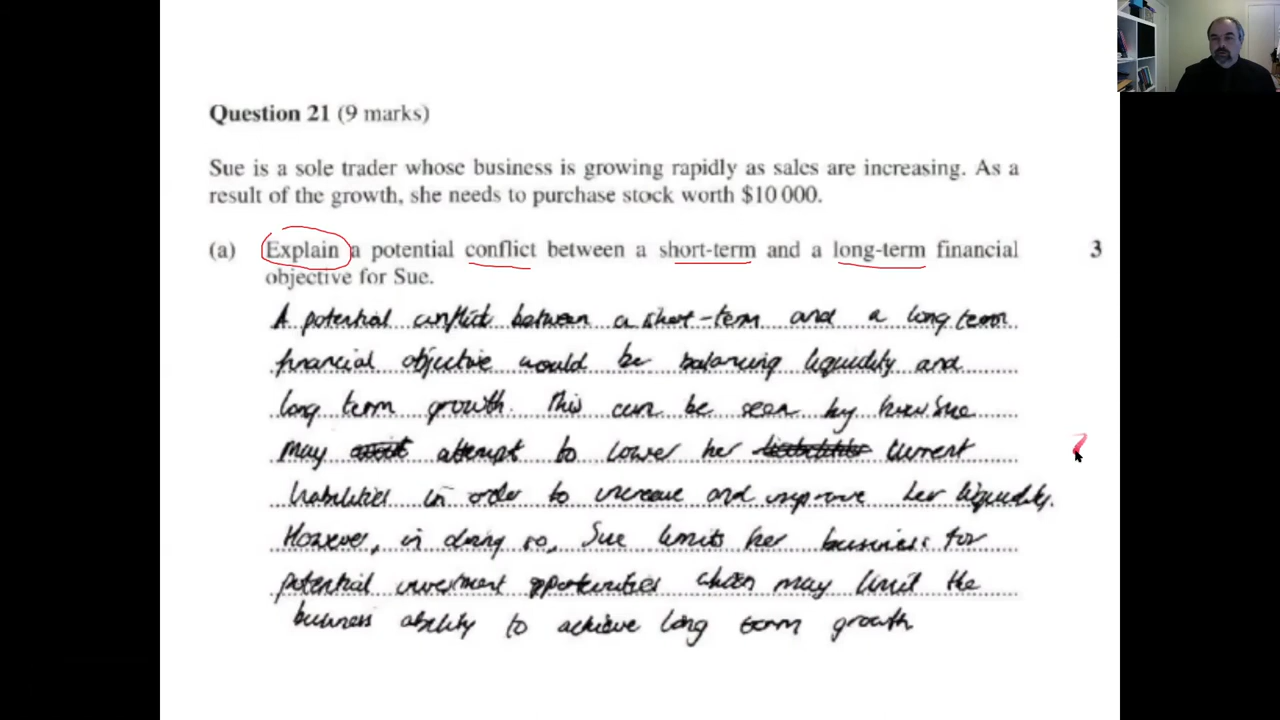 Question 21 (9 marks)
Sue is a sole trader whose business is growing rapidly as sales are increasing. As a
result of the growth, she needs to purchase stock worth $10 000.
(a) Explain a potential conflict between a short-term and a long-term financial 3
objective for Sue.
A potential conflict between a short-term and a long term
financial objective would be balancing liquidity and
long term growth. This can be seen by how Sue
may attempt to lower her current
liabilities in order to increase and improve her liquidity.
However, in doing so, Sue limits her business for
potential investment opportunities which may limit the
business ability to achieve long term growth